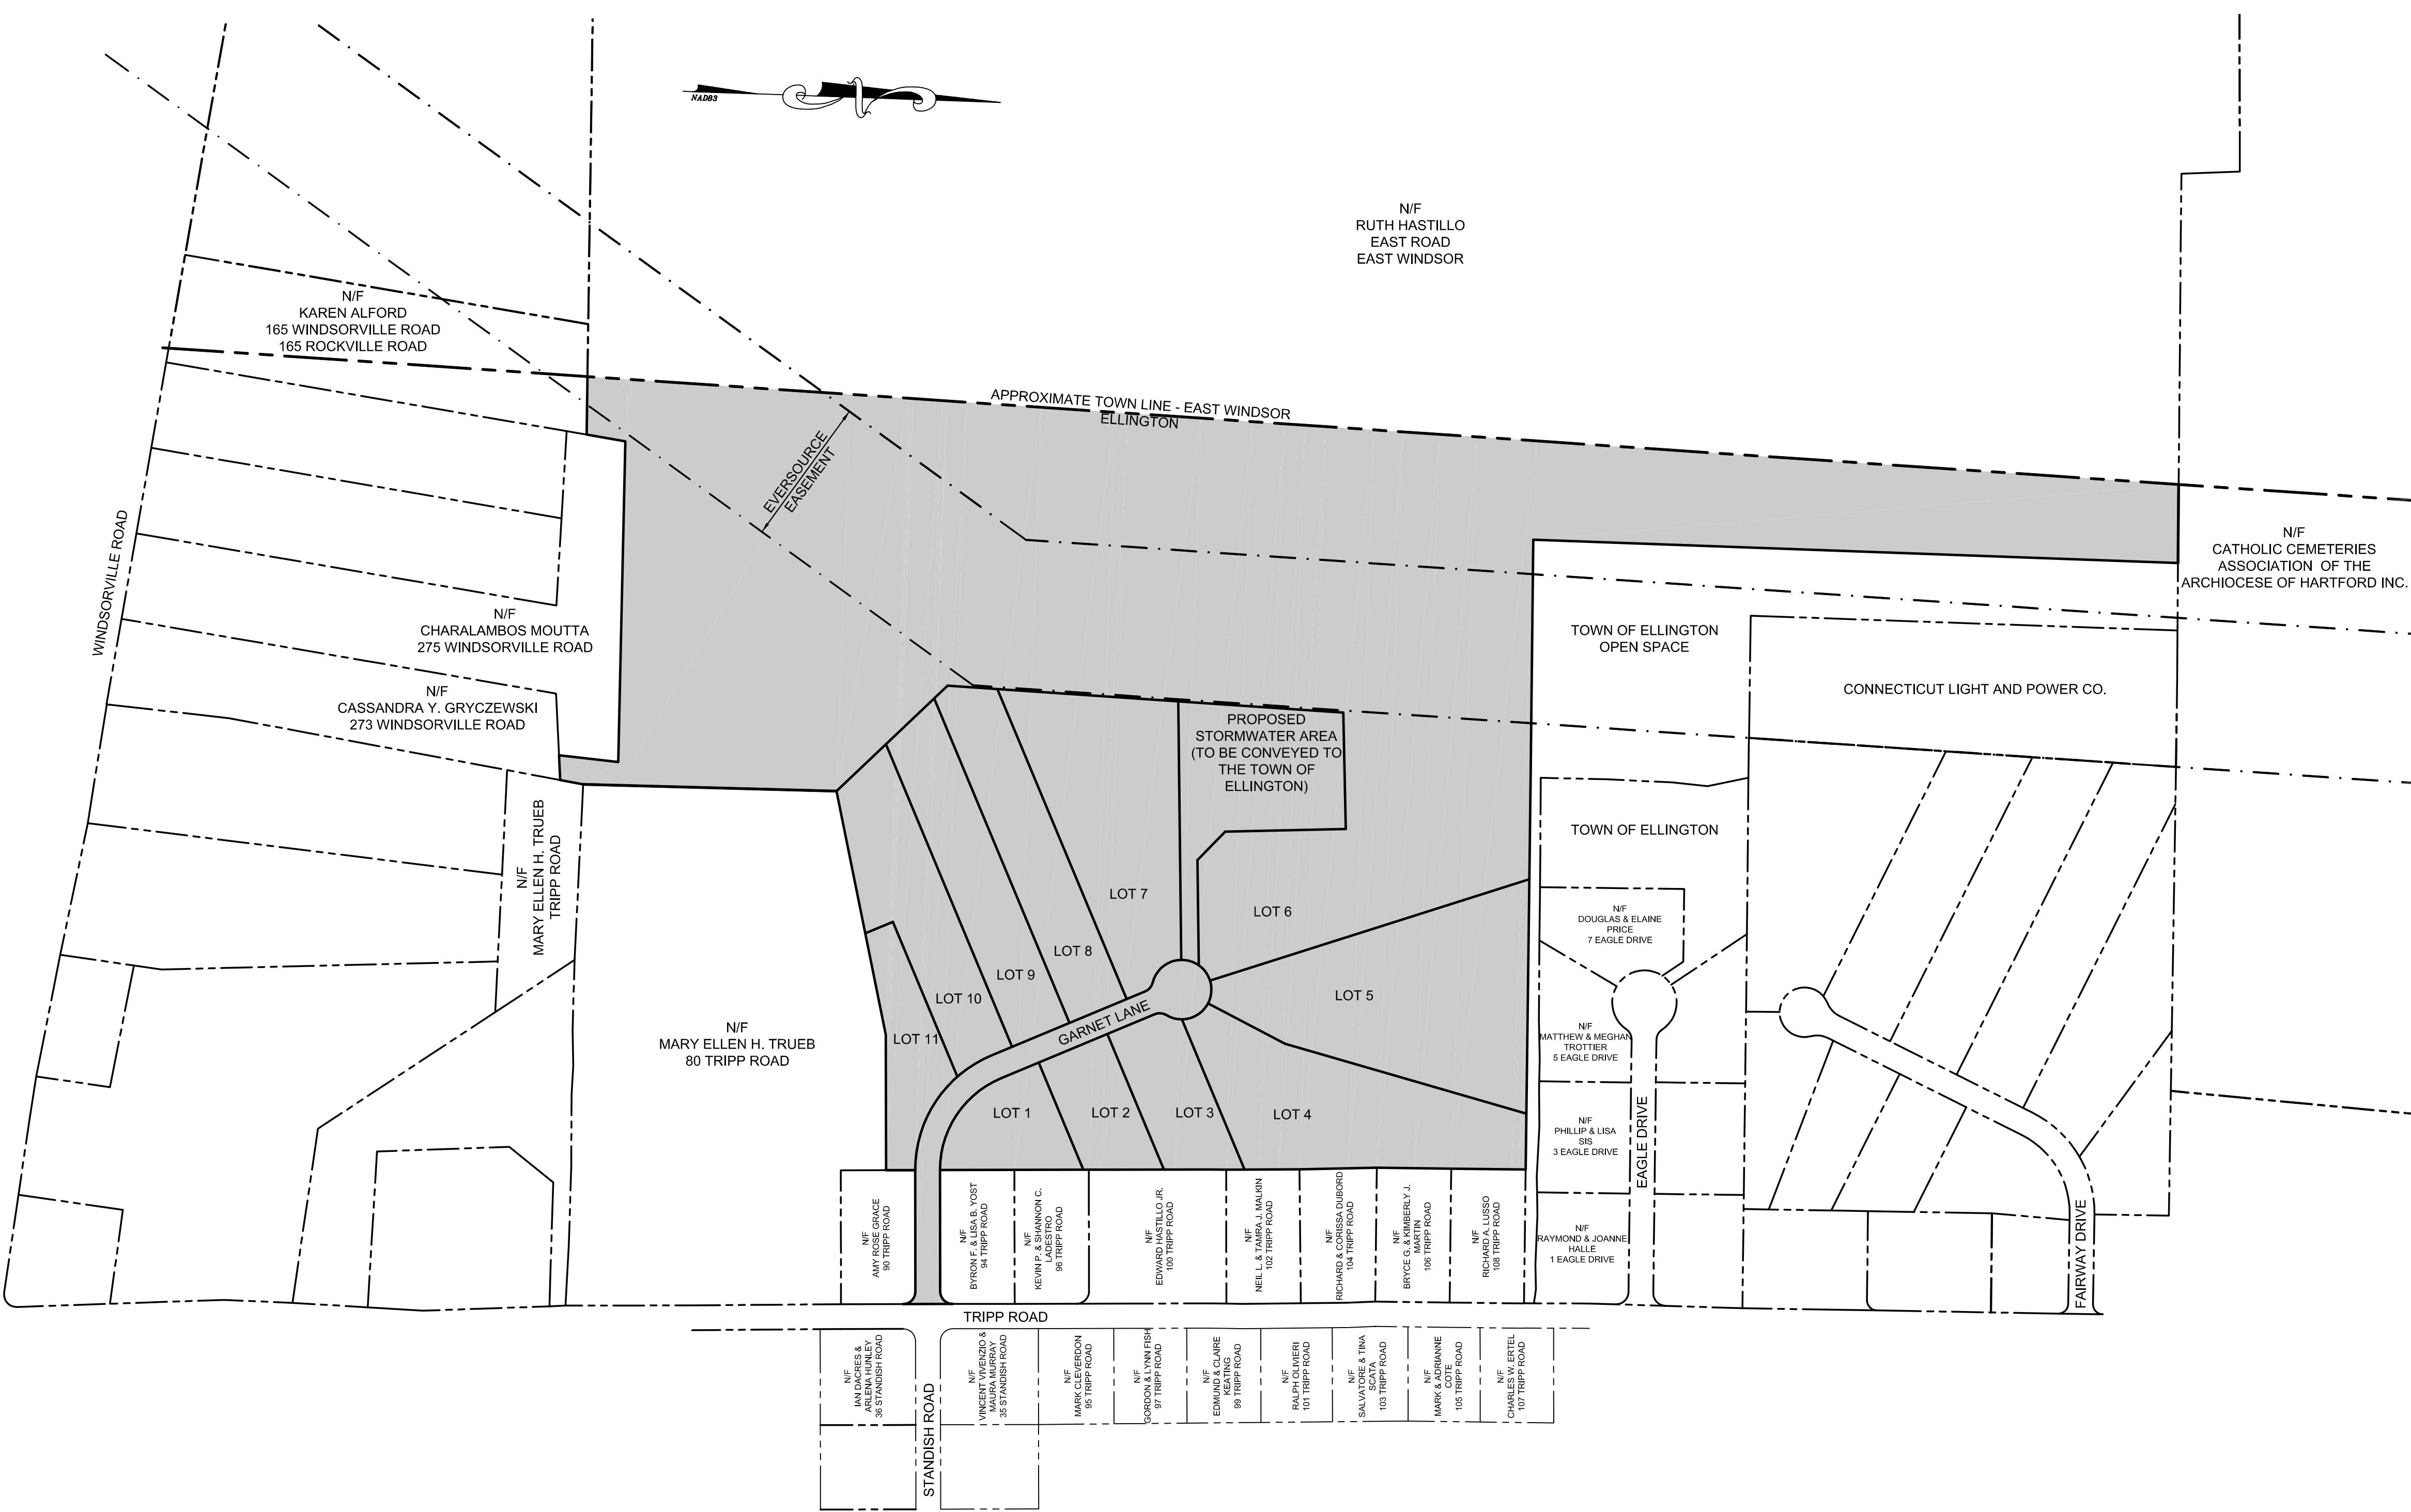 NAD83
N/F
RUTH HASTILLO
EAST ROAD
EAST WINDSOR
N/F
KAREN ALFORD
165 WINDSORVILLE ROAD
165 ROCKVILLE ROAD
APPROXIMATE TOWN LINE - EAST WINDSOR
ELLINGTON
EVERSOURCE
EASEMENT
WINDSORVILLE ROAD
N/F
CATHOLIC CEMETERIES
ASSOCIATION OF THE
ARCHIOCESE OF HARTFORD INC.
N/F
CHARALAMBOS MOUTTA
275 WINDSORVILLE ROAD
TOWN OF ELLINGTON
OPEN SPACE
CONNECTICUT LIGHT AND POWER CO.
N/F
CASSANDRA Y. GRYCZEWSKI
273 WINDSORVILLE ROAD
PROPOSED
STORMWATER AREA
(TO BE CONVEYED TO
THE TOWN OF
ELLINGTON)
N/F
MARY ELLEN H. TRUEB
TRIPP ROAD
TOWN OF ELLINGTON
LOT 7
LOT 6
N/F
DOUGLAS & ELAINE
PRICE
7 EAGLE DRIVE
LOT 8
LOT 9
LOT 10
LOT 5
LOT 11
GARNET LANE
N/F
MARY ELLEN H. TRUEB
80 TRIPP ROAD
N/F
MATTHEW & MEGHAN
TROTTIER
5 EAGLE DRIVE
LOT 1
LOT 2
LOT 3
LOT 4
N/F
PHILLIP & LISA
SIS
3 EAGLE DRIVE
EAGLE DRIVE
N/F
AMY ROSE GRACE
90 TRIPP ROAD
N/F
BYRON F. & LISA B. YOST
94 TRIPP ROAD
N/F
KEVIN P. & SHANNON C.
LADESTRO
96 TRIPP ROAD
N/F
EDWARD HASTILLO JR.
100 TRIPP ROAD
N/F
NEIL L. & TAMRA J. MALKIN
102 TRIPP ROAD
N/F
RICHARD & CORISSA DUBORD
104 TRIPP ROAD
N/F
BRYCE G. & KIMBERLY J.
MARTIN
106 TRIPP ROAD
N/F
RICHARD A. LUSSO
108 TRIPP ROAD
N/F
RAYMOND & JOANNE
HALLE
1 EAGLE DRIVE
FAIRWAY DRIVE
TRIPP ROAD
N/F
IAN DACRES &
ARLENA HUNLEY
36 STANDISH ROAD
STANDISH ROAD
N/F
VINCENT VIVENZIO &
MAURA MURRAY
35 STANDISH ROAD
N/F
MARK CLEVERDON
95 TRIPP ROAD
N/F
GORDON & LYNN FISH
97 TRIPP ROAD
N/F
EDMUND & CLAIRE
KEATING
99 TRIPP ROAD
N/F
RALPH OLIVIERI
101 TRIPP ROAD
N/F
SALVATORE & TINA
SCATA
103 TRIPP ROAD
N/F
MARK & ADRIANNE
COTE
105 TRIPP ROAD
N/F
CHARLES W. ERTEL
107 TRIPP ROAD